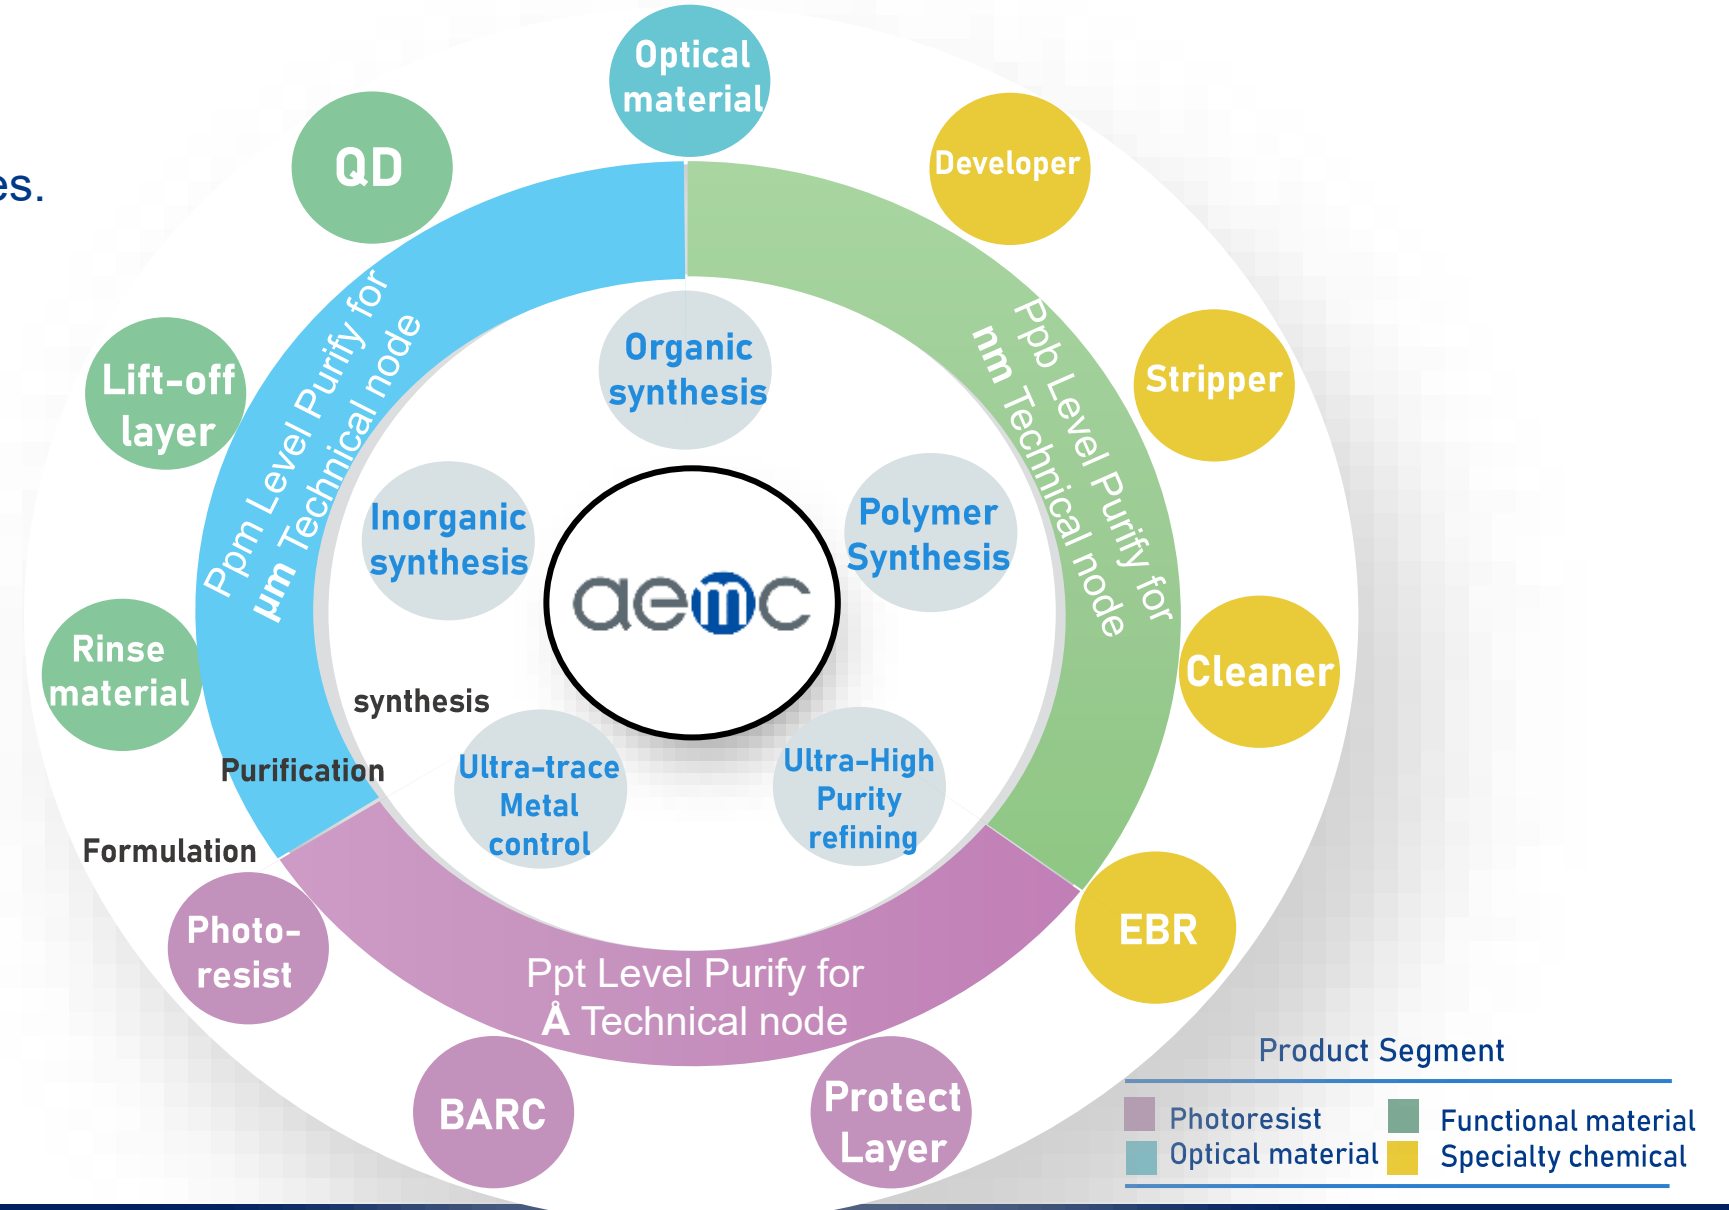 es.
Optical
material
QD
Developer
Lift-off
layer
Stripper
Rinse
material
Cleaner
Photo-
resist
EBR
BARC
Protect
Layer
Ppm Level Purify for
μm Technical node
Ppb Level Purify for
nm Technical node
Ppt Level Purify for
Å Technical node
Organic
synthesis
Inorganic
synthesis
Polymer
Synthesis
Ultra-trace
Metal
control
Ultra-High
Purity
refining
aemc
synthesis
Purification
Formulation
Product Segment
Photoresist
Functional material
Optical material
Specialty chemical